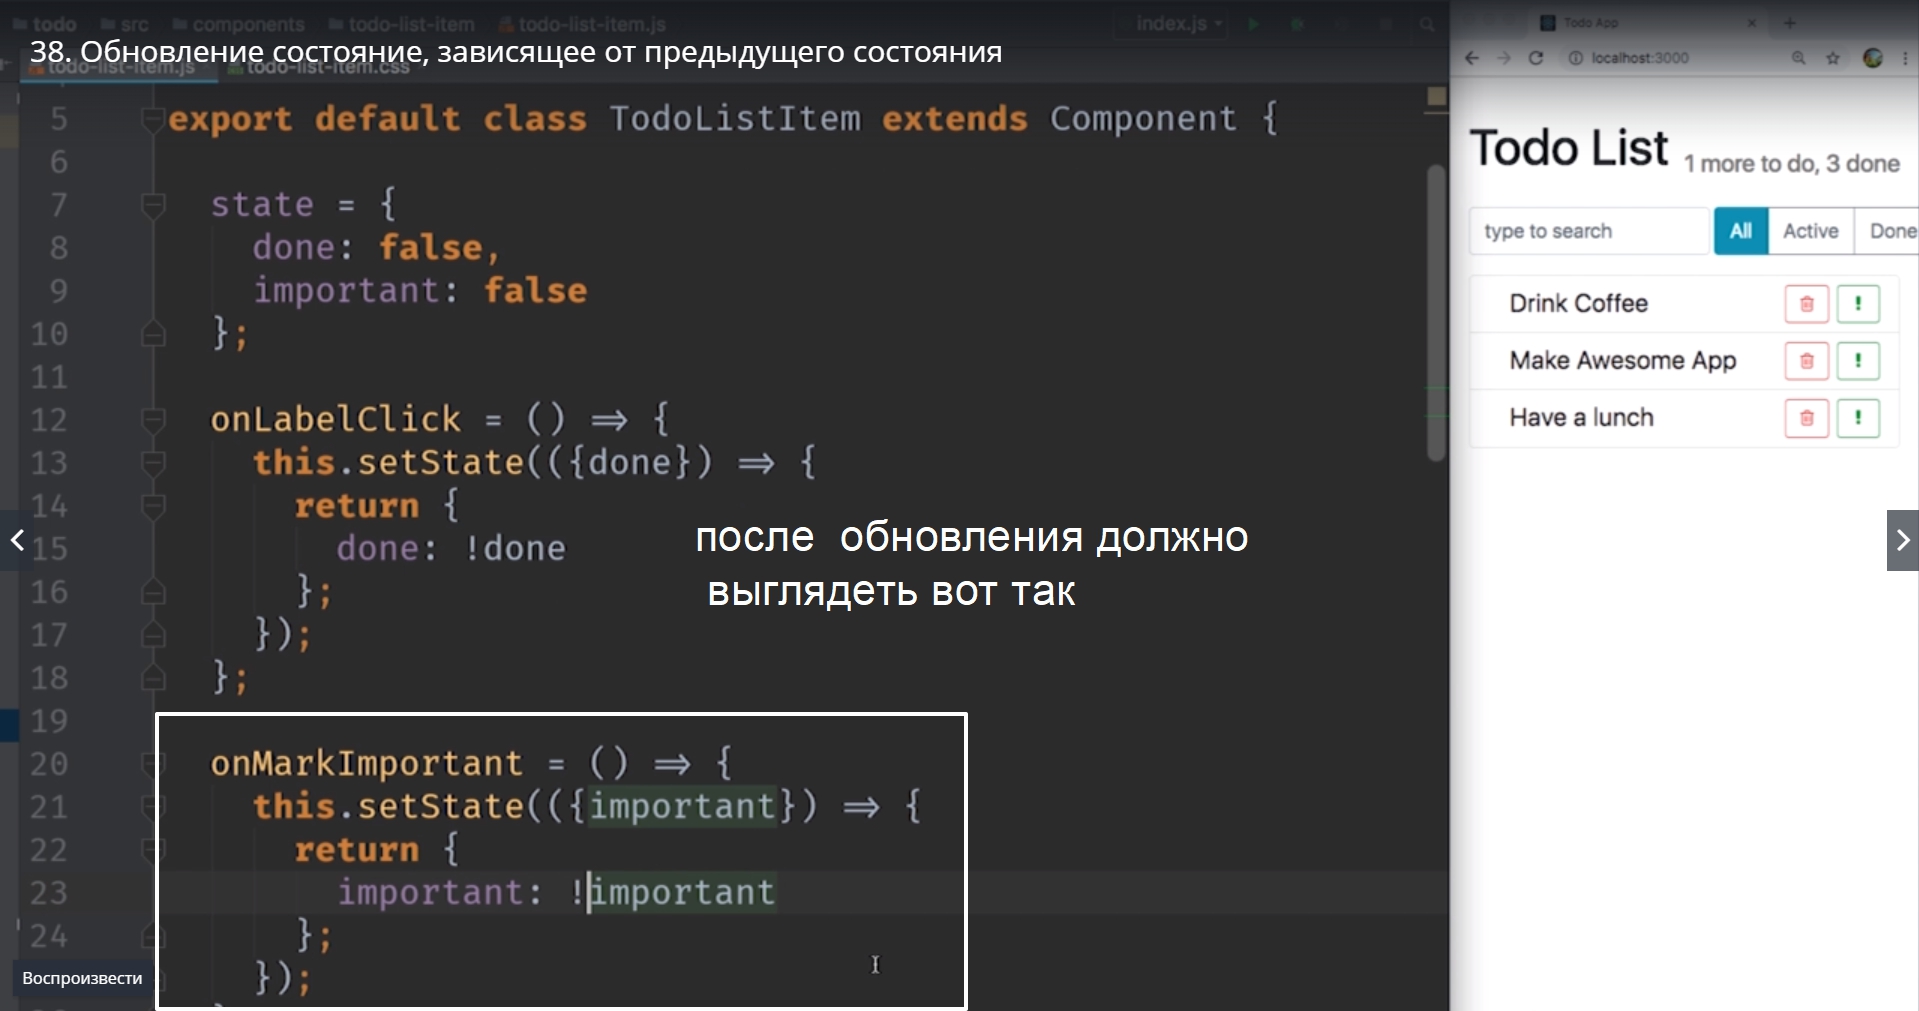 todo src components todo-list-item todo-list-item.js index.js
38. Обновление состояние, зависящее от предыдущего состояния
todo-list-item.js todo-list-item.css
5 export default class TodoListItem extends Component {
6
7 state = {
8 done: false,
9 important: false
10 };
11
12 onLabelClick = () => {
13 this.setState(({done}) => {
14 return {
15 done: !done
16 };
17 });
18 };
19
20 onMarkImportant = () => {
21 this.setState(({important}) => {
22 return {
23 important: !important
24 };
});
после обновления должно
выглядеть вот так
Воспроизвести
Todo App
localhost:3000
Todo List 1 more to do, 3 done
type to search All Active Done
Drink Coffee
Make Awesome App
Have a lunch